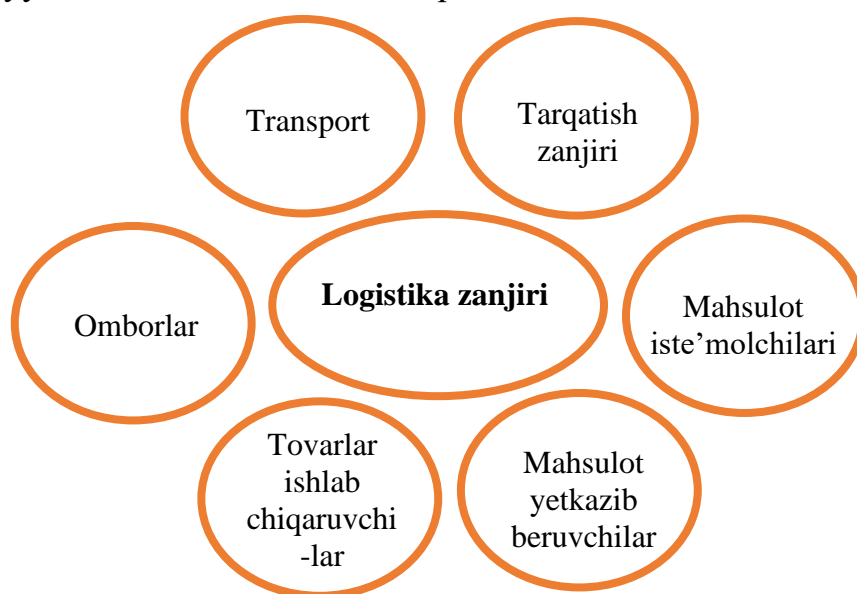 Transport
Tarqatish
zanjiri
Logistika zanjiri
Omborlar
Mahsulot
iste’molchilari
Tovarlar
ishlab
chiqaruvchi
-lar
Mahsulot
yetkazib
beruvchilar